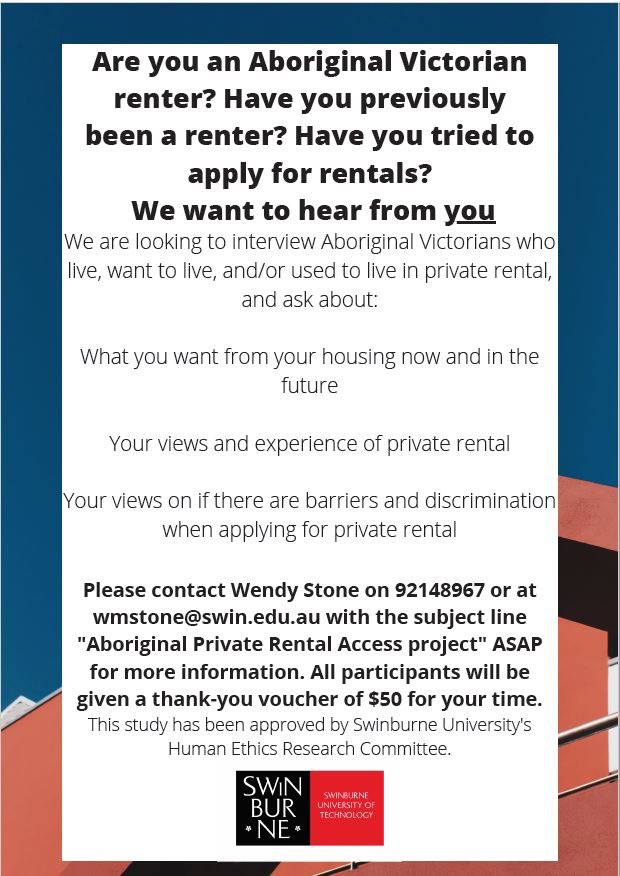 Are you an Aboriginal Victorian
renter? Have you previously
been a renter? Have you tried to
apply for rentals?
We want to hear from you
We are looking to interview Aboriginal Victorians who
live, want to live, and/or used to live in private rental,
and ask about:
What you want from your housing now and in the
future
Your views and experience of private rental
Your views on if there are barriers and discrimination
when applying for private rental
Please contact Wendy Stone on 92148967 or at
wmstone@swin.edu.au with the subject line
"Aboriginal Private Rental Access project" ASAP
for more information. All participants will be
given a thank-you voucher of $50 for your time.
This study has been approved by Swinburne University's
Human Ethics Research Committee.
SWIN
BUR
* NE *
SWINBURNE
UNIVERSITY OF
TECHNOLOGY